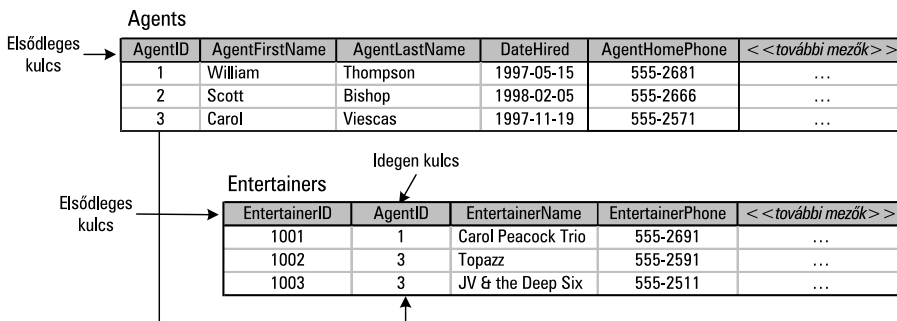 Agents
Elsődleges kulcs
AgentID AgentFirstName AgentLastName DateHired AgentHomePhone <<további mezők>>
1 William Thompson 1997-05-15 555-2681 ...
2 Scott Bishop 1998-02-05 555-2666 ...
3 Carol Viescas 1997-11-19 555-2571 ...
Idegen kulcs
Entertainers
Elsődleges kulcs
EntertainerID AgentID EntertainerName EntertainerPhone <<további mezők>>
1001 1 Carol Peacock Trio 555-2691 ...
1002 3 Topazz 555-2591 ...
1003 3 JV & the Deep Six 555-2511 ...